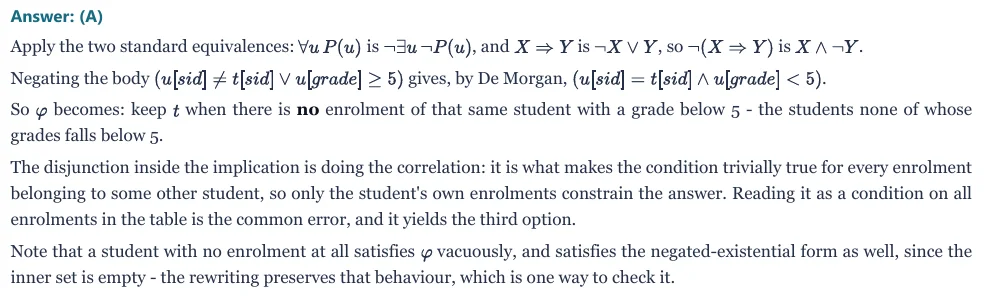 Answer: (A)
Apply the two standard equivalences: ∀u P(u) is ¬∃u ¬P(u), and X ⇒ Y is ¬X ∨ Y, so ¬(X ⇒ Y) is X ∧ ¬Y.
Negating the body (u[sid] ≠ t[sid] ∨ u[grade] ≥ 5) gives, by De Morgan, (u[sid] = t[sid] ∧ u[grade] < 5).
So φ becomes: keep t when there is no enrolment of that same student with a grade below 5 - the students none of whose
grades falls below 5.
The disjunction inside the implication is doing the correlation: it is what makes the condition trivially true for every enrolment
belonging to some other student, so only the student's own enrolments constrain the answer. Reading it as a condition on all
enrolments in the table is the common error, and it yields the third option.
Note that a student with no enrolment at all satisfies φ vacuously, and satisfies the negated-existential form as well, since the
inner set is empty - the rewriting preserves that behaviour, which is one way to check it.